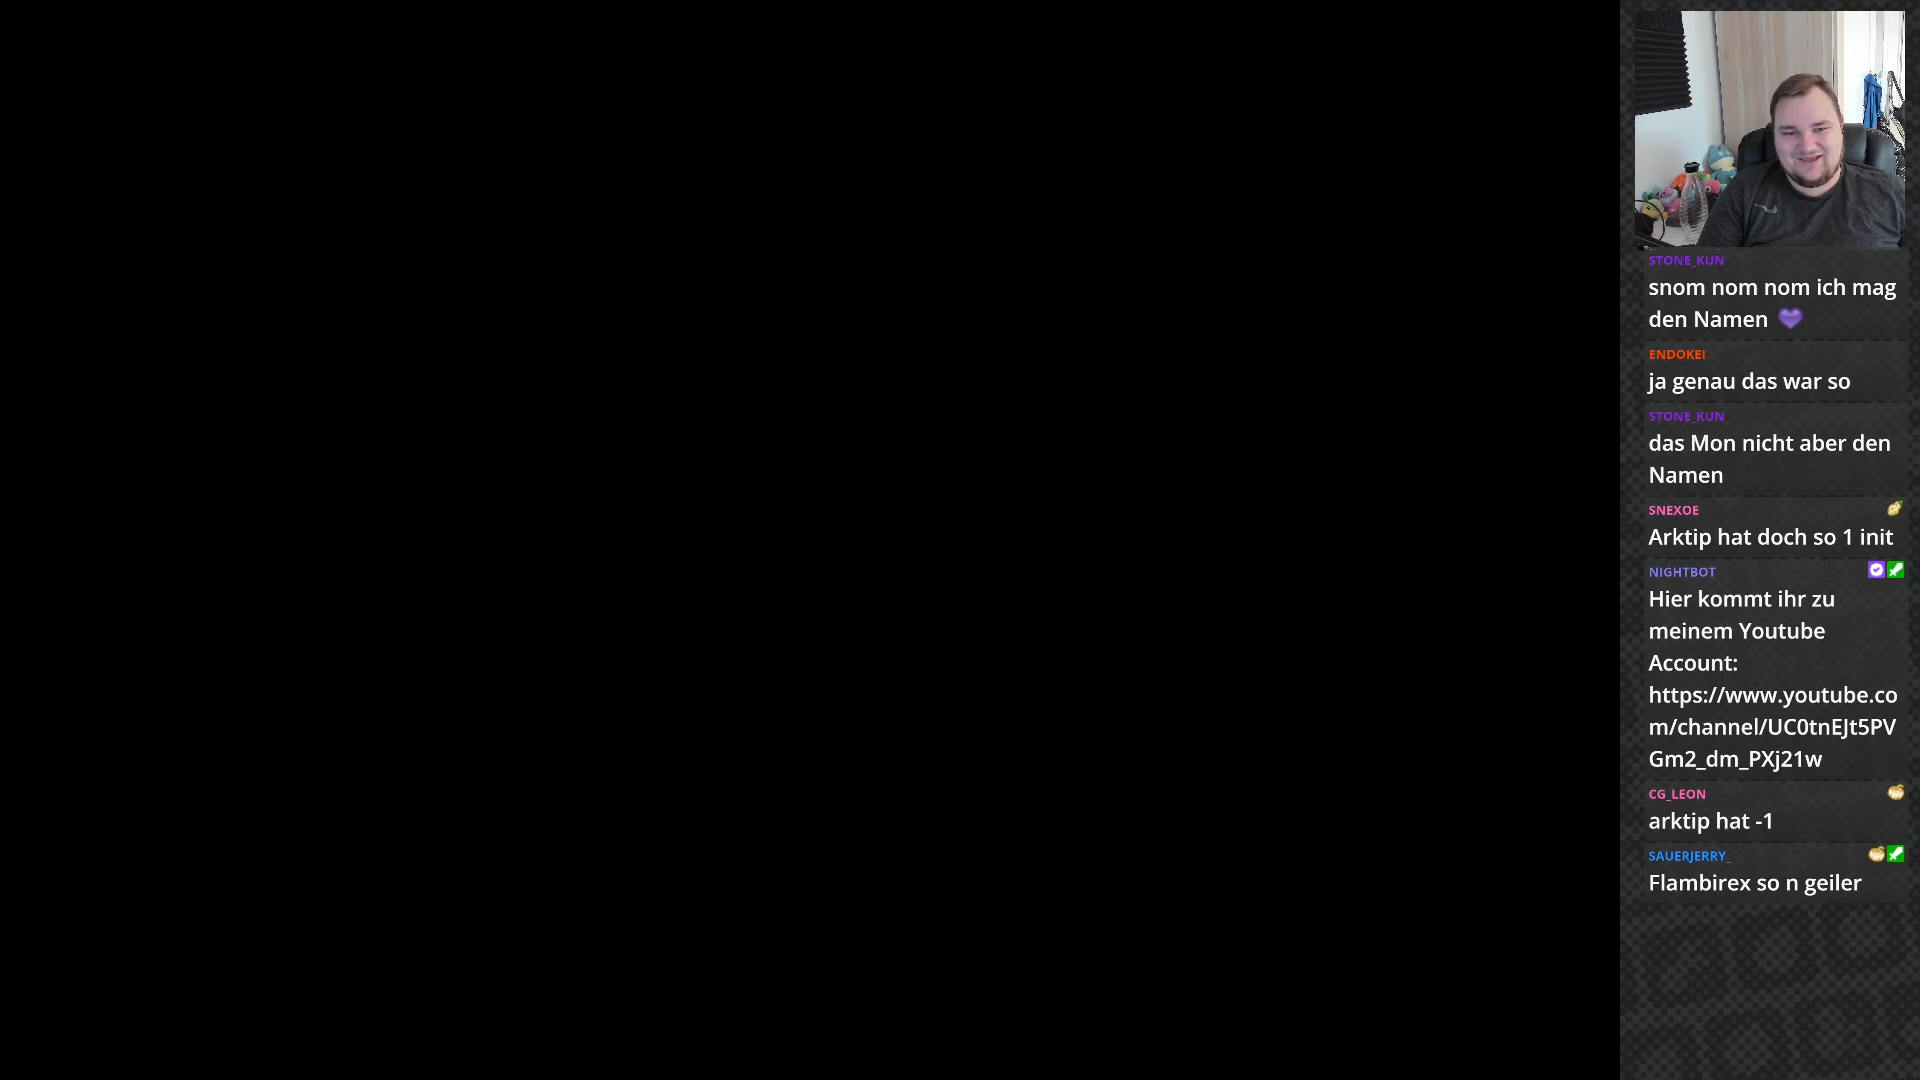 STONE_KUN
snom nom nom ich mag
den Namen 💜
ENDOKEI
ja genau das war so
STONE_KUN
das Mon nicht aber den
Namen
SNEXOE
Arktip hat doch so 1 init
NIGHTBOT
Hier kommt ihr zu
meinem Youtube
Account:
https://www.youtube.co
m/channel/UC0tnEJt5PV
Gm2_dm_PXj21w
CG_LEON
arktip hat -1
SAUERJERRY_
Flambirex so n geiler